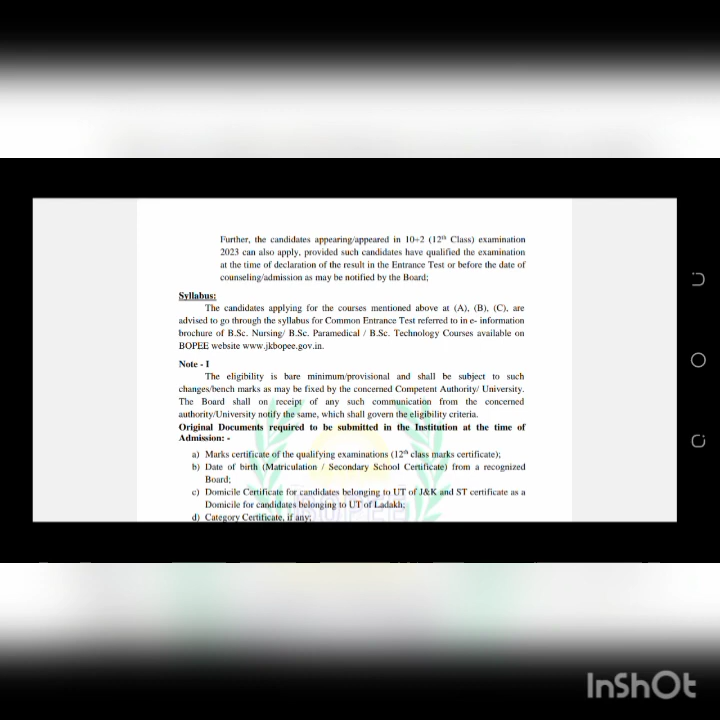 Further, the candidates appearing/appeared in 10+2 (12th Class) examination
2023 can also apply, provided such candidates have qualified the examination
at the time of declaration of the result in the Entrance Test or before the date of
counseling/admission as may be notified by the Board;
Syllabus:
The candidates applying for the courses mentioned above at (A), (B), (C), are
advised to go through the syllabus for Common Entrance Test referred to in e- information
brochure of B.Sc. Nursing/ B.Sc. Paramedical / B.Sc. Technology Courses available on
BOPEE website www.jkbopee.gov.in.
Note - I
The eligibility is bare minimum/provisional and shall be subject to such
changes/bench marks as may be fixed by the concerned Competent Authority/ University.
The Board shall on receipt of any such communication from the concerned
authority/University notify the same, which shall govern the eligibility criteria.
Original Documents required to be submitted in the Institution at the time of
Admission: -
a) Marks certificate of the qualifying examinations (12th class marks certificate);
b) Date of birth (Matriculation / Secondary School Certificate) from a recognized
Board;
c) Domicile Certificate for candidates belonging to UT of J&K and ST certificate as a
Domicile for candidates belonging to UT of Ladakh;
d) Category Certificate, if any;
BOPEE
InShOt